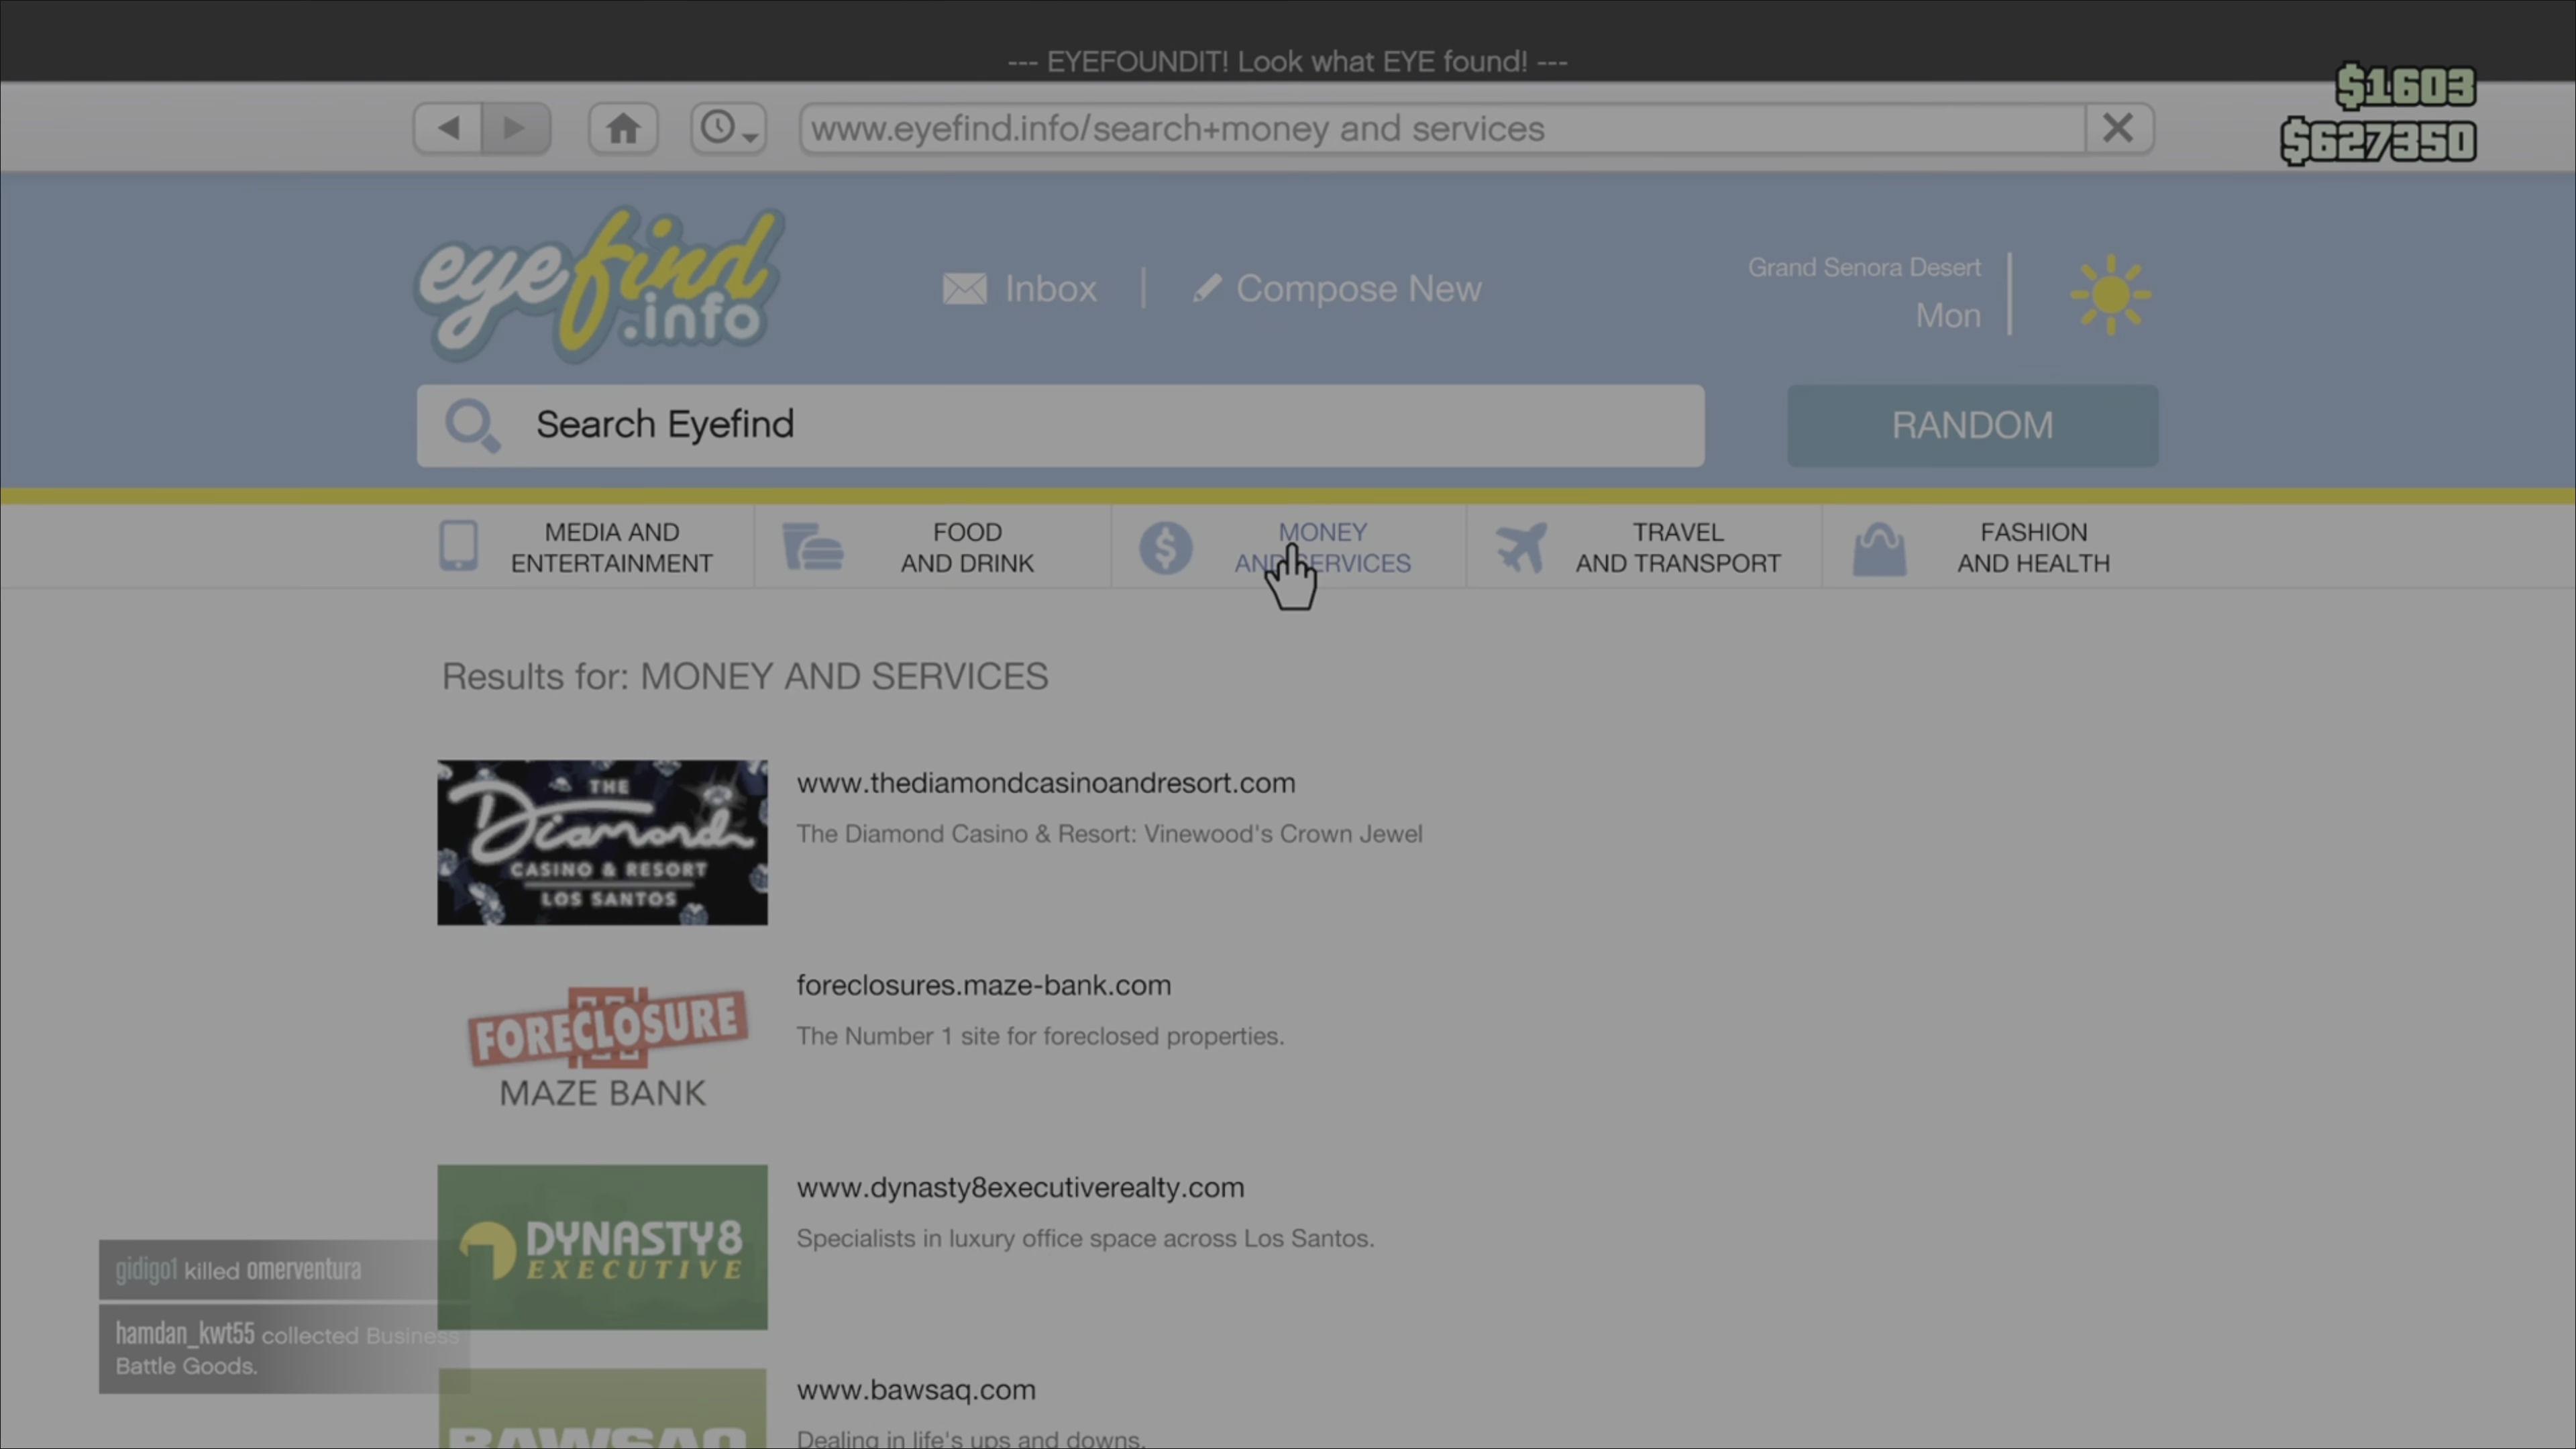 --- EYEFOUNDIT! Look what EYE found! ---
$1603
www.eyefind.info/search+money and services
$627350
eyefind
.info
Inbox
Compose New
Grand Senora Desert
Mon
Search Eyefind
RANDOM
MEDIA AND
ENTERTAINMENT
FOOD
AND DRINK
MONEY
AND SERVICES
TRAVEL
AND TRANSPORT
FASHION
AND HEALTH
Results for: MONEY AND SERVICES
THE
Diamond
CASINO & RESORT
LOS SANTOS
www.thediamondcasinoandresort.com
The Diamond Casino & Resort: Vinewood's Crown Jewel
FORECLOSURE
MAZE BANK
foreclosures.maze-bank.com
The Number 1 site for foreclosed properties.
DYNASTY8
EXECUTIVE
www.dynasty8executiverealty.com
Specialists in luxury office space across Los Santos.
gidigo1 killed omerventura
hamdan_kwt55 collected Business
Battle Goods.
BAWSAQ
www.bawsaq.com
Dealing in life's ups and downs.